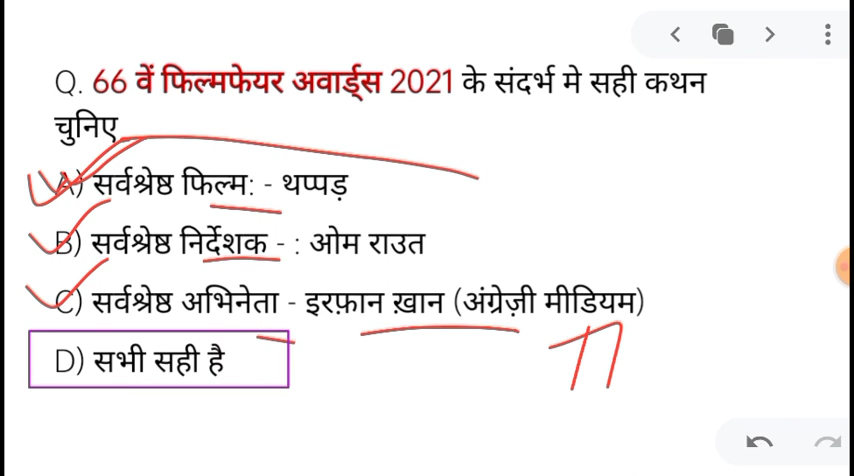 Q. 66 वें फिल्मफेयर अवार्ड्स 2021 के संदर्भ मे सही कथन
चुनिए
A) सर्वश्रेष्ठ फिल्म: - थप्पड़
B) सर्वश्रेष्ठ निर्देशक - : ओम राउत
C) सर्वश्रेष्ठ अभिनेता - इरफ़ान ख़ान (अंग्रेज़ी मीडियम)
D) सभी सही है